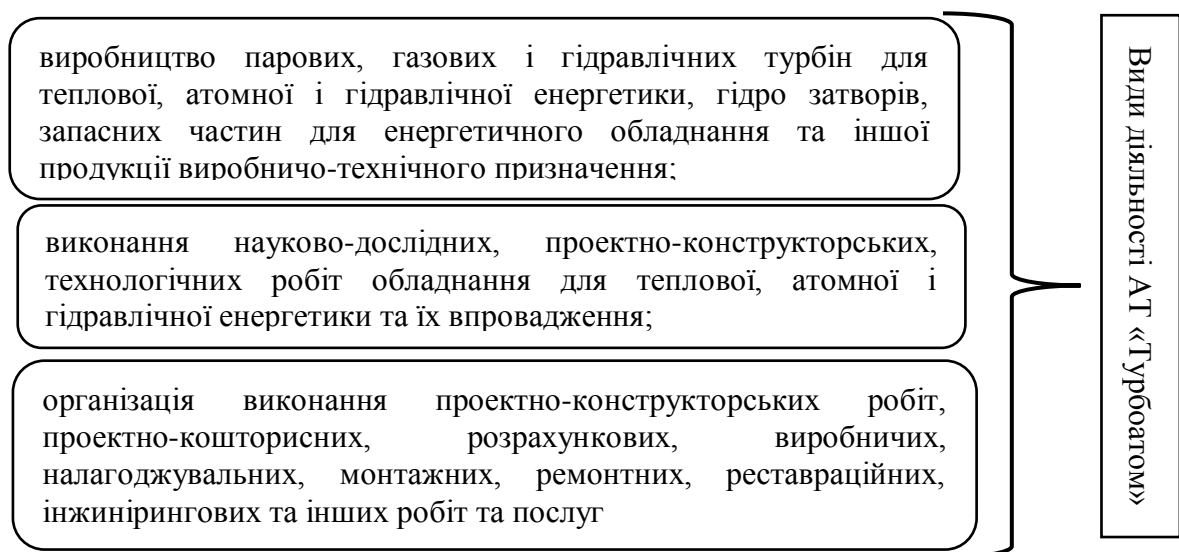 виробництво парових, газових і гідравлічних турбін для
теплової, атомної і гідравлічної енергетики, гідро затворів,
запасних частин для енергетичного обладнання та іншої
продукції виробничо-технічного призначення;
виконання науково-дослідних, проектно-конструкторських,
технологічних робіт обладнання для теплової, атомної і
гідравлічної енергетики та їх впровадження;
організація виконання проектно-конструкторських робіт,
проектно-кошторисних, розрахункових, виробничих,
налагоджувальних, монтажних, ремонтних, реставраційних,
інжинірингових та інших робіт та послуг
Види діяльності АТ «Турбоатом»